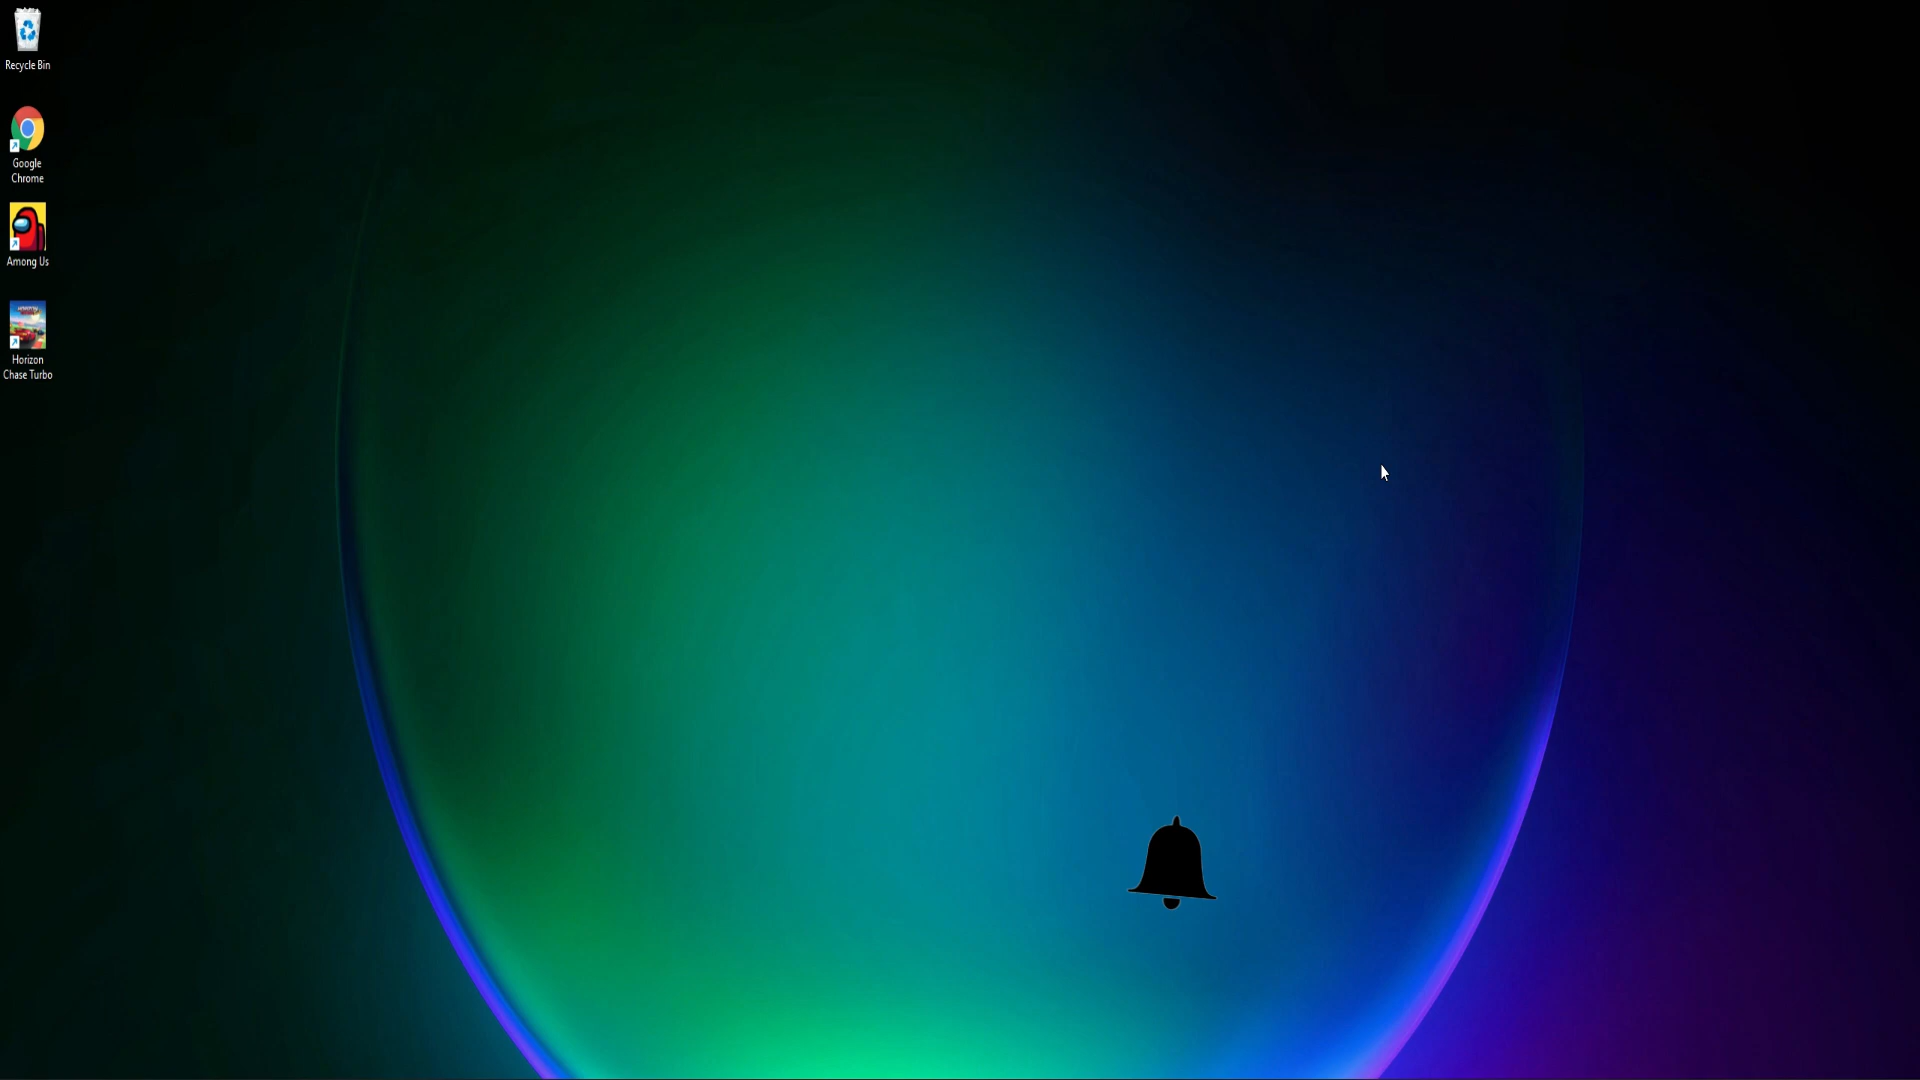 Recycle Bin
Google
Chrome
Among Us
Horizon
Chase Turbo